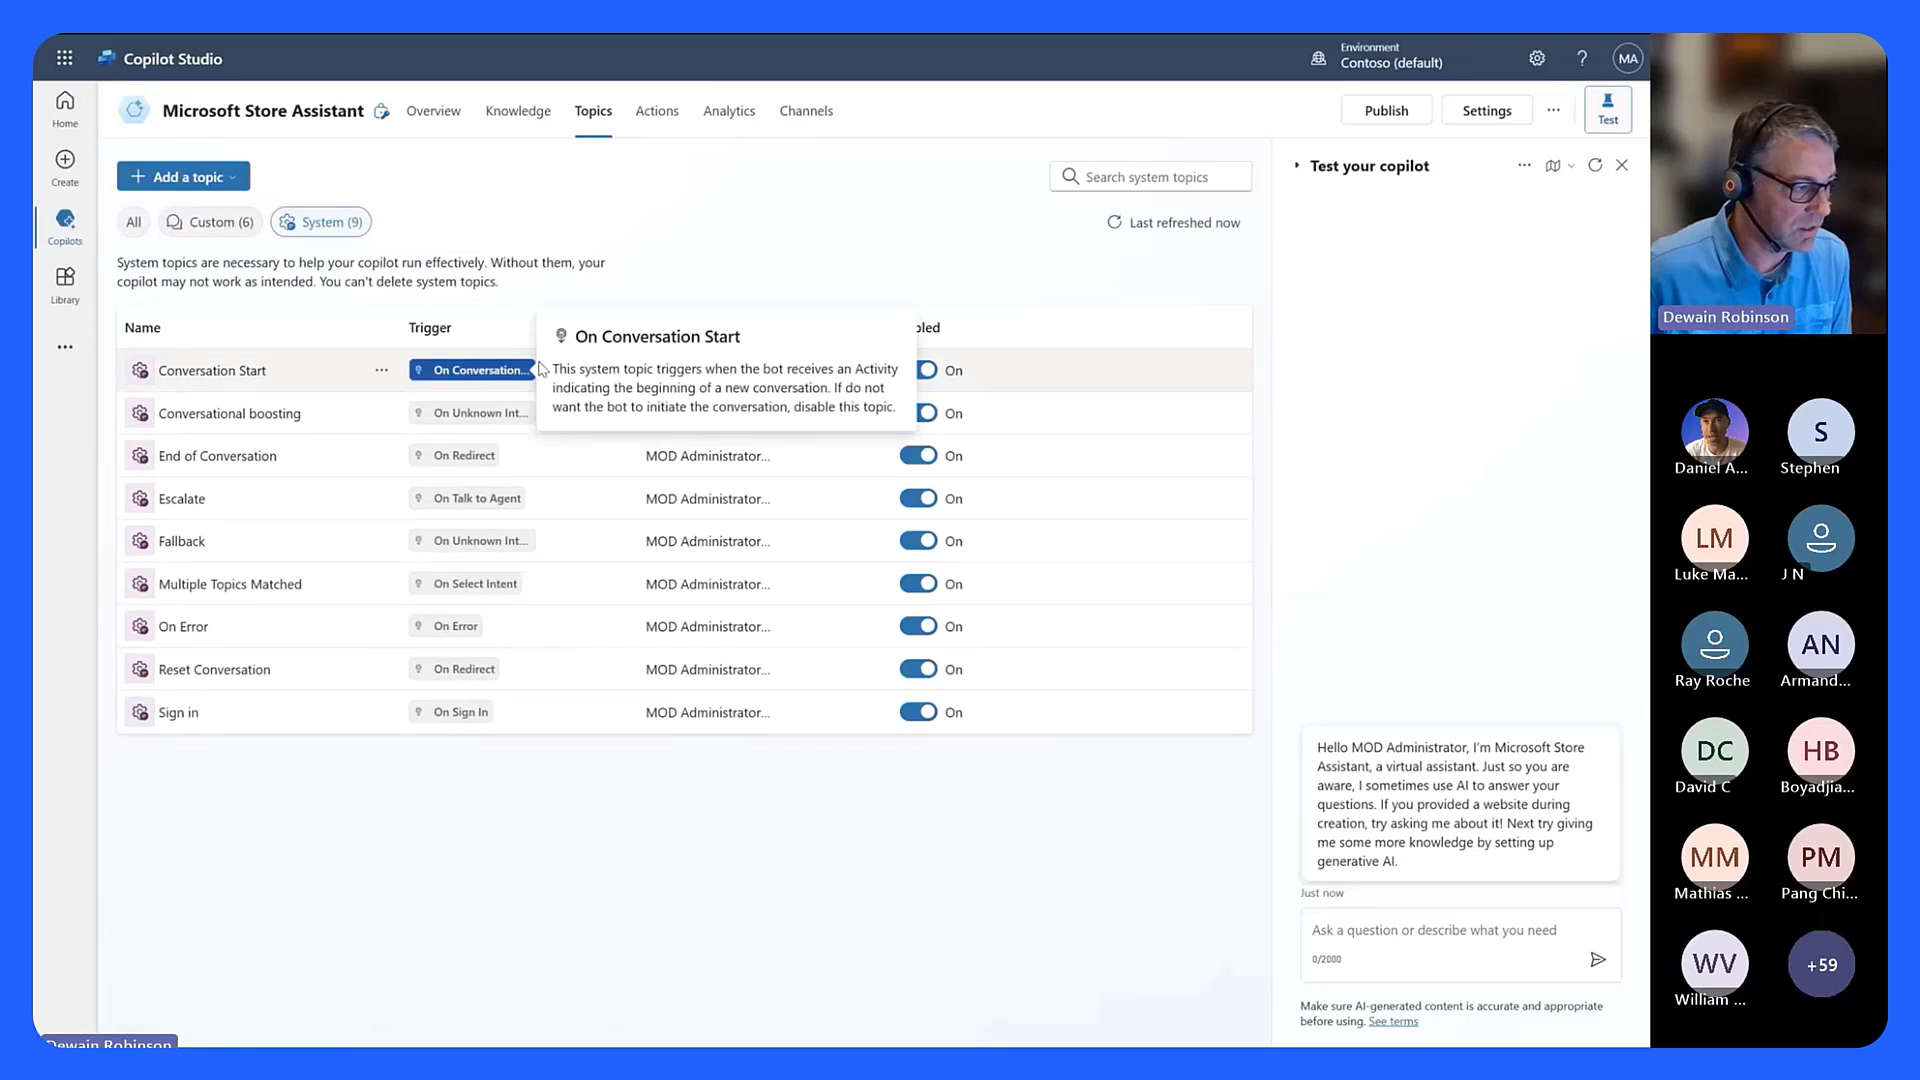 Copilot Studio
Environment
Contoso (default)
?
MA
Home
Create
Copilots
Library
Microsoft Store Assistant
Overview
Knowledge
Topics
Actions
Analytics
Channels
Publish
Settings
Test
Add a topic
Search system topics
All
Custom (6)
System (9)
Last refreshed now
System topics are necessary to help your copilot run effectively. Without them, your
copilot may not work as intended. You can't delete system topics.
Name
Trigger
bled
Conversation Start
On Conversation...
On
On Conversation Start
This system topic triggers when the bot receives an Activity
indicating the beginning of a new conversation. If do not
want the bot to initiate the conversation, disable this topic.
Conversational boosting
On Unknown Int...
On
End of Conversation
On Redirect
MOD Administrator...
On
Escalate
On Talk to Agent
MOD Administrator...
On
Fallback
On Unknown Int...
MOD Administrator...
On
Multiple Topics Matched
On Select Intent
MOD Administrator...
On
On Error
On Error
MOD Administrator...
On
Reset Conversation
On Redirect
MOD Administrator...
On
Sign in
On Sign In
MOD Administrator...
On
Test your copilot
Hello MOD Administrator, I'm Microsoft Store
Assistant, a virtual assistant. Just so you are
aware, I sometimes use AI to answer your
questions. If you provided a website during
creation, try asking me about it! Next try giving
me some more knowledge by setting up
generative AI.
Just now
Ask a question or describe what you need
0/2000
Make sure AI-generated content is accurate and appropriate
before using. See terms
Dewain Robinson
Daniel A...
S
Stephen
LM
Luke Ma...
J N
Ray Roche
AN
Armand...
DC
David C
HB
Boyadjia...
MM
Mathias ...
PM
Pang Chi...
WV
William ...
+59
Dewain Robinson